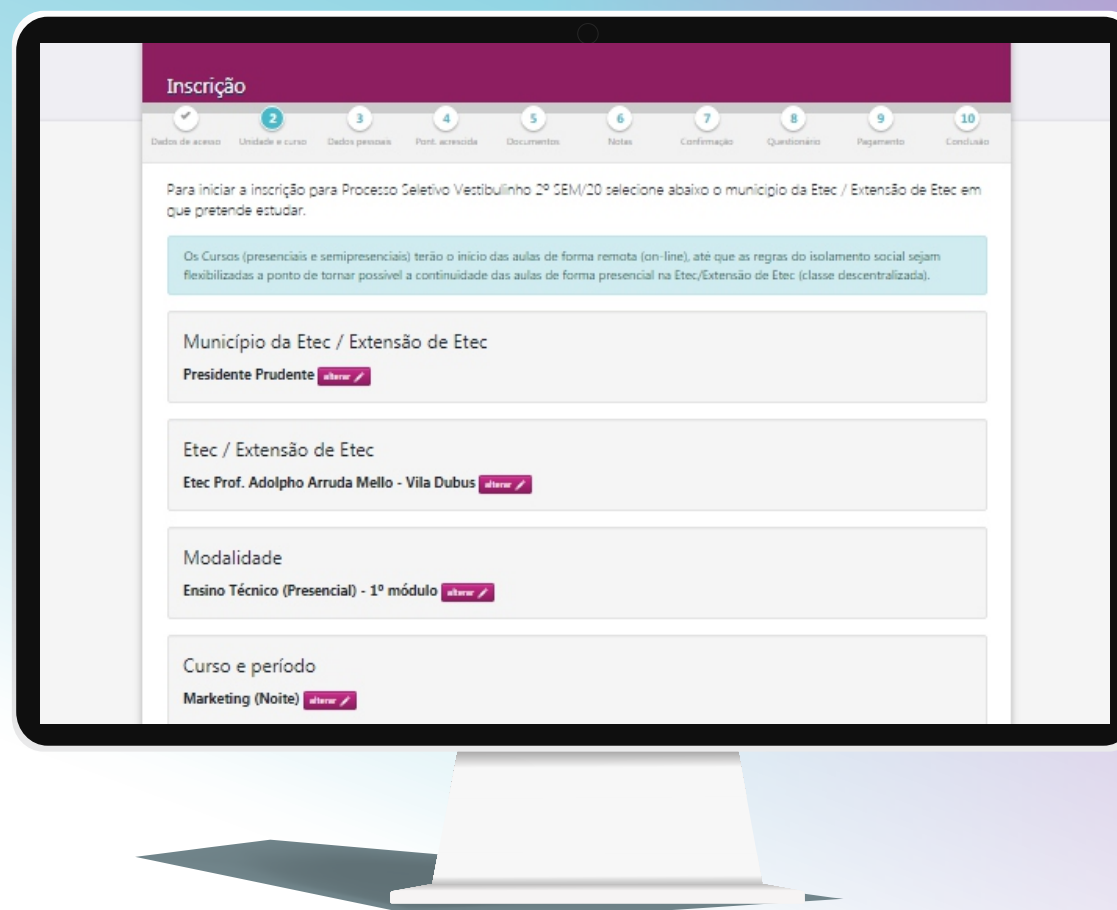 Inscrição
2 3 4 5 6 7 8 9 10
Dados de acesso Unidade e curso Dados pessoais Pont. acrescida Documentos Notas Confirmação Questionário Pagamento Conclusão
Para iniciar a inscrição para Processo Seletivo Vestibulinho 2º SEM/20 selecione abaixo o município da Etec / Extensão de Etec em
que pretende estudar.
Os Cursos (presenciais e semipresenciais) terão o início das aulas de forma remota (on-line), até que as regras do isolamento social sejam
flexibilizadas a ponto de tornar possível a continuidade das aulas de forma presencial na Etec/Extensão de Etec (classe descentralizada).
Município da Etec / Extensão de Etec
Presidente Prudente alterar
Etec / Extensão de Etec
Etec Prof. Adolpho Arruda Mello - Vila Dubus alterar
Modalidade
Ensino Técnico (Presencial) - 1º módulo alterar
Curso e período
Marketing (Noite) alterar